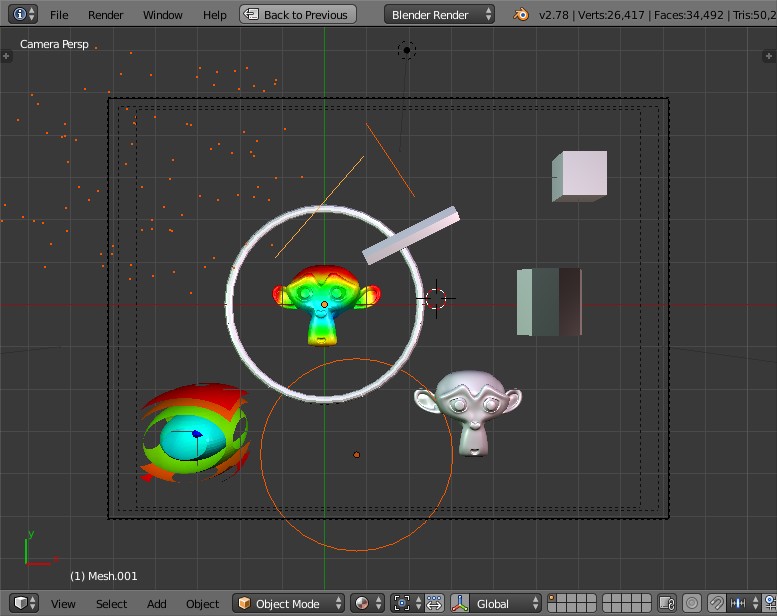 File Render Window Help Back to Previous Blender Render v2.78 | Verts:26,417 | Faces:34,492 | Tris:50,2
Camera Persp
y
(1) Mesh.001
View Select Add Object Object Mode Global